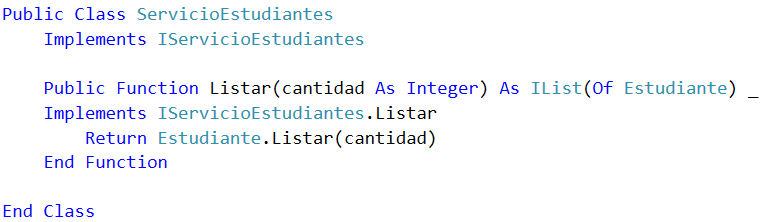 Public Class ServicioEstudiantes
    Implements IServicioEstudiantes

    Public Function Listar(cantidad As Integer) As IList(Of Estudiante) _
    Implements IServicioEstudiantes.Listar
        Return Estudiante.Listar(cantidad)
    End Function

End Class